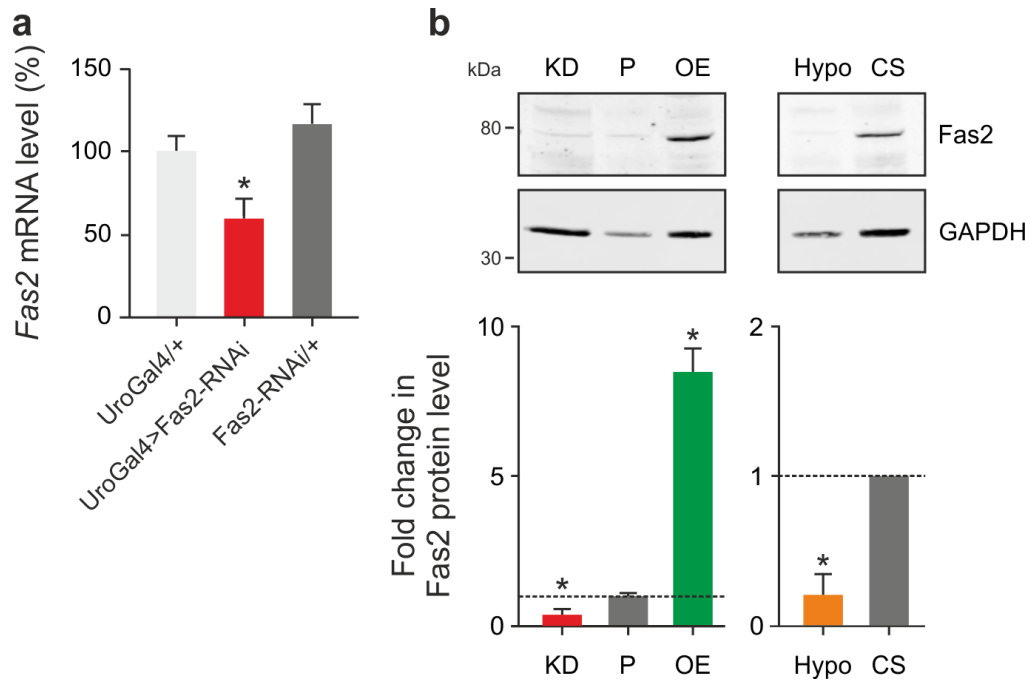 a
Fas2 mRNA level (%)
150
100
50
0
*
UroGal4/+
UroGal4>Fas2-RNAi
Fas2-RNAi/+
b
kDa
KD P OE
Hypo CS
80
Fas2
30
GAPDH
Fold change in
Fas2 protein level
10
5
0
*
*
KD P OE
2
1
0
*
Hypo CS